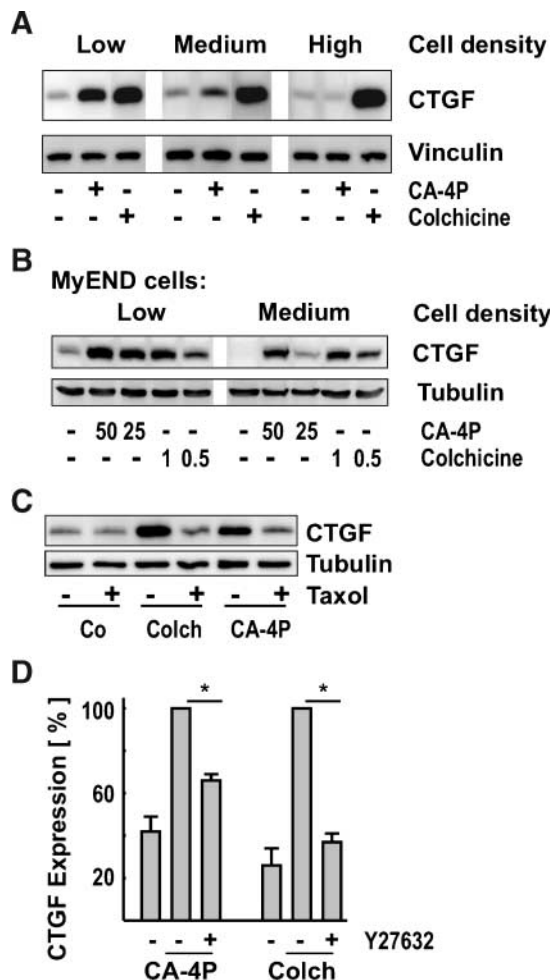 A
Low Medium High Cell density
CTGF
Vinculin
- + - - + - - + - CA-4P
- - + - - + - - + Colchicine
B
MyEND cells:
Low Medium Cell density
CTGF
Tubulin
- 50 25 - - - 50 25 - - CA-4P
- - - 1 0.5 - - - 1 0.5 Colchicine
C
CTGF
Tubulin
- + - + - + Taxol
Co Colch CA-4P
D
CTGF Expression [ % ]
100
60
20
* *
- - + - - + Y27632
CA-4P Colch